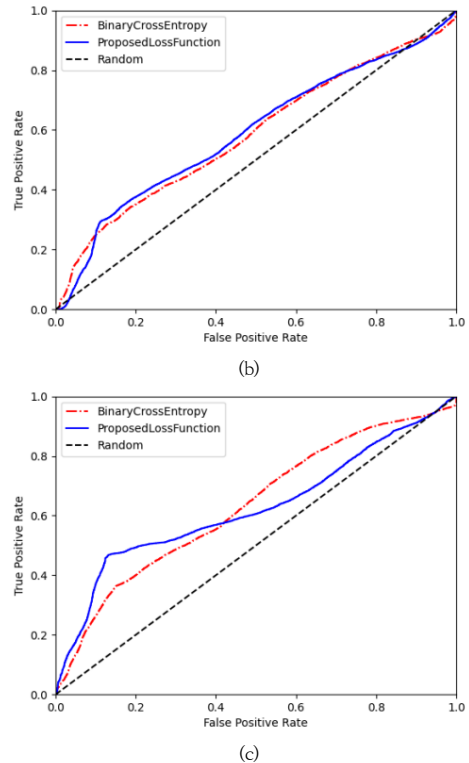 1.0
BinaryCrossEntropy
ProposedLossFunction
Random
0.8
0.6
0.4
0.2
0.0
True Positive Rate
0.0 0.2 0.4 0.6 0.8 1.0
False Positive Rate
(b)
1.0
BinaryCrossEntropy
ProposedLossFunction
Random
0.8
0.6
0.4
0.2
0.0
True Positive Rate
0.0 0.2 0.4 0.6 0.8 1.0
False Positive Rate
(c)